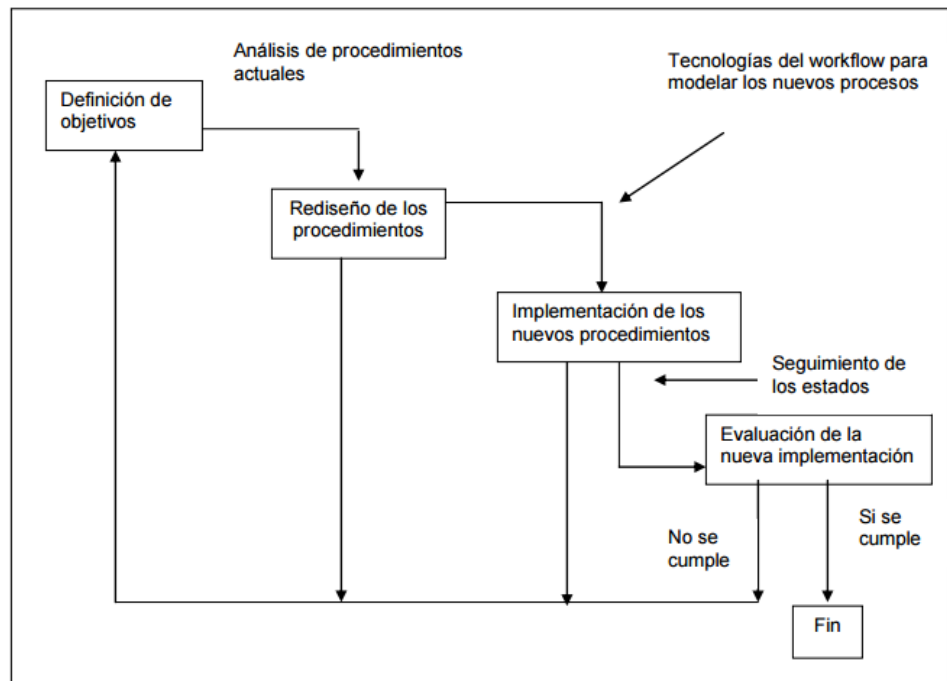 Análisis de procedimientos
actuales
Tecnologías del workflow para
modelar los nuevos procesos
Definición de
objetivos
Rediseño de los
procedimientos
Implementación de los
nuevos procedimientos
Seguimiento de
los estados
Evaluación de la
nueva implementación
No se
cumple
Si se
cumple
Fin